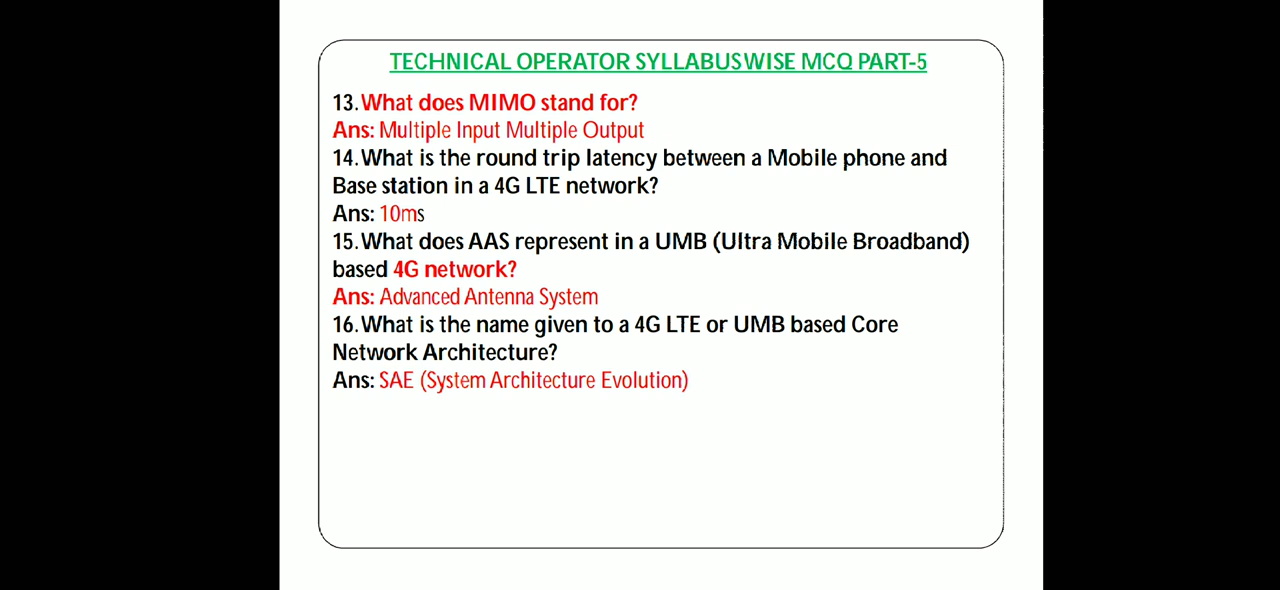 TECHNICAL OPERATOR SYLLABUSWISE MCQ PART-5
13.What does MIMO stand for?
Ans: Multiple Input Multiple Output
14.What is the round trip latency between a Mobile phone and
Base station in a 4G LTE network?
Ans: 10ms
15.What does AAS represent in a UMB (Ultra Mobile Broadband)
based 4G network?
Ans: Advanced Antenna System
16.What is the name given to a 4G LTE or UMB based Core
Network Architecture?
Ans: SAE (System Architecture Evolution)